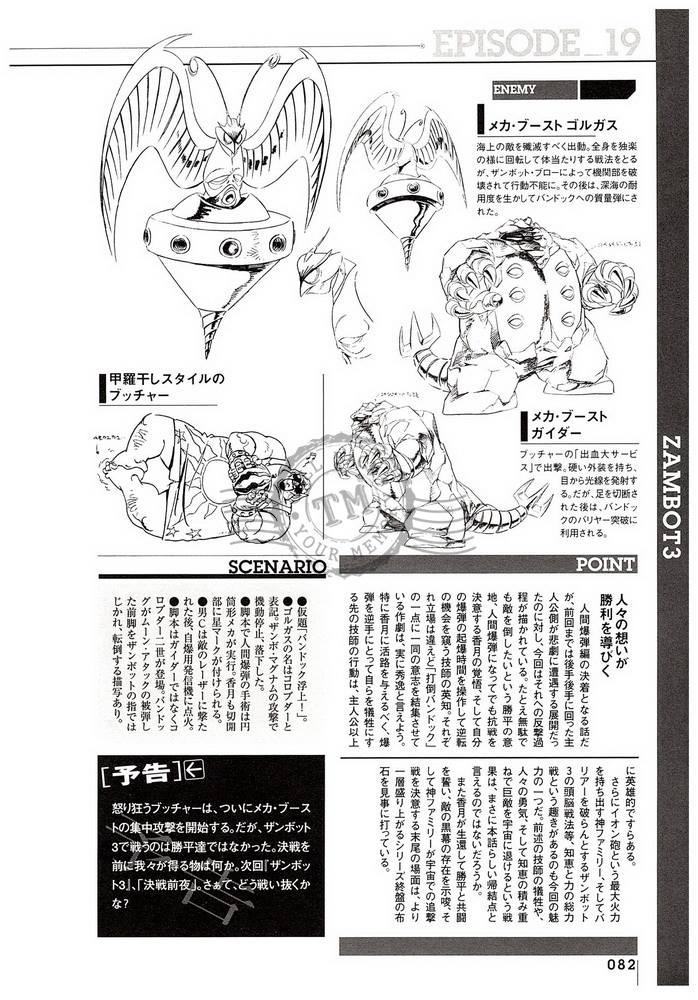 EPISODE_19
ENEMY
メカ・ブースト ゴルガス
海上の敵を殲滅すべく出動。全身を独楽
の様に回転して体当たりする戦法をとる
が、ザンボット・ブローによって機関部を破
壊されて行動不能に。その後は、深海の耐
用度を生かしてバンドックへの質量弾にさ
れた。
甲羅干しスタイルの
ブッチャー
メカ・ブースト
ガイダー
ブッチャーの「出血大サービ
ス」で出撃。硬い外装を持ち、
目から光線を発射す
る。だが、足を切断され
た後は、バンドック
のバリヤー突破に
利用される。
ZAMBOT3
SCENARIO
●仮題「バンドック浮上!」。
●ゴルガスの名はコロブダーと
表記。ザンボ・マグナムの攻撃で
機動停止、落下した。
●脚本で人間爆弾の手術は円
筒形メカが実行。香月も切開
部に星マークが付けられる。
●男Cは敵のレーザーに撃た
れた後、自爆用発信機に点火。
●脚本はガイダーではなくコ
ロブダー二世が登場。バンドッ
グがムーン・アタックの被弾し
た前脚をザンボットの指では
じかれ、転倒する描写あり。
POINT
人々の想いが
勝利を導びく
人間爆弾編の決着となる話だ
が、前回までは後手後手に回った主
人公側が悲劇に遭遇する展開だっ
たのに対し、今回はそれへの反撃過
程が描かれている。たとえ無駄で
も敵を倒したいという勝平の意
地、人間爆弾になってでも抗戦を
決意する香月の覚悟、そして自分
の爆弾の起爆時間を操作して逆転
の機会を窺う技師の英知。それぞ
れ立場は違えど「打倒バンドック」
の一点に一同の意志を結集させて
いる作劇は、実に秀逸と言えよう。
特に香月に活路を与えるべく、爆
弾を逆手にとって自らを犠牲にす
る先の技師の行動は、主人公以上
に英雄的ですらある。
さらにイオン砲という最大火力
を持ち出す神ファミリー、そしてバ
リアーを破らんとするザンボット
3の頭脳戦法等、知恵と力の総力
戦という趣きがあるのも今回の魅
力の一つだ。前述の技師の犠牲や、
人々の勇気、そして知恵の積み重
ねで巨敵を宇宙に退けるという戦
果は、まさに本話らしい帰結点と
言えるのではないだろうか。
また香月が生還して勝平と共闘
を誓い、敵の黒幕の存在を示唆、そ
して神ファミリーが宇宙での追撃
戦を決意する末尾の場面は、より
一層盛り上がるシリーズ終盤の布
石を見事に打っている。
[予告]←
怒り狂うブッチャーは、ついにメカ・ブース
トの集中攻撃を開始する。だが、ザンボット
3で戦うのは勝平達ではなかった。決戦を
前に我々が得る物は何か。次回『ザンボッ
ト3』、「決戦前夜」、さぁて、どう戦い抜くか
な?
予告
TM
YOUR MEM
082